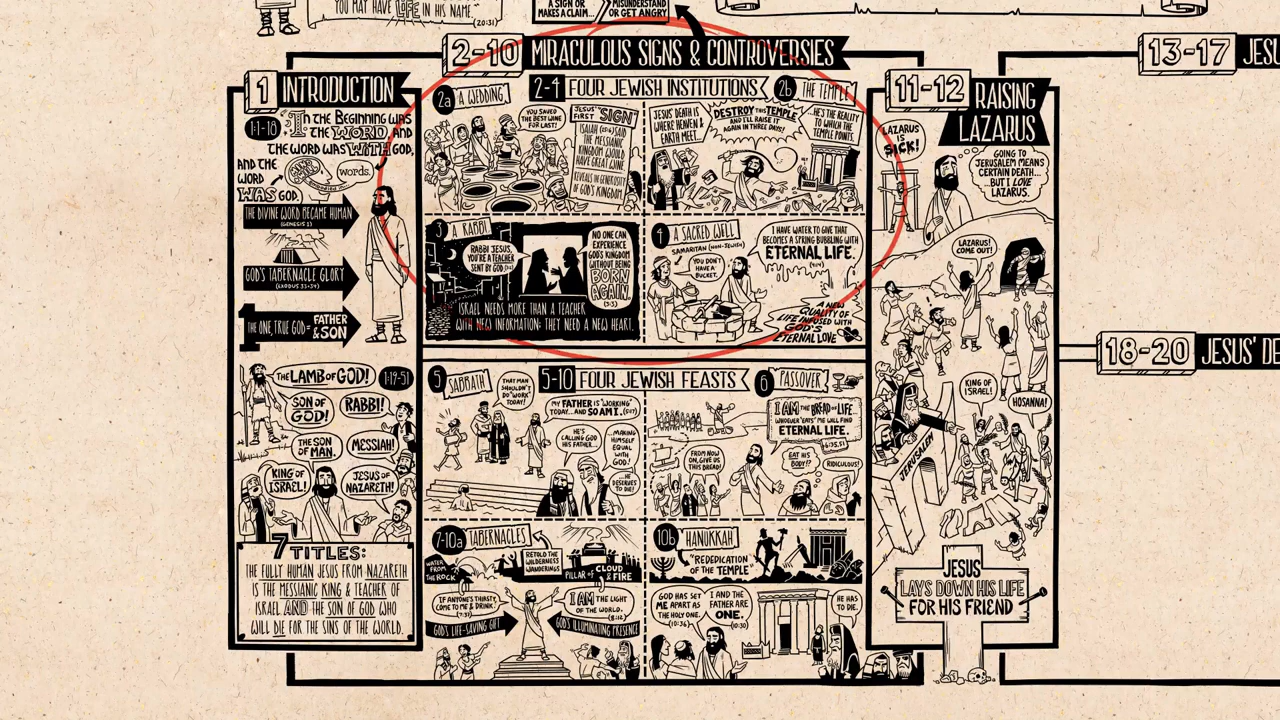 YOU MAY HAVE LIFE IN HIS NAME."
(20:31)
A SIGN OR
MAKES A CLAIM...
MISUNDERSTAND
OR GET ANGRY
2-10 MIRACULOUS SIGNS & CONTROVERSIES
13-17 JESU
1 INTRODUCTION
1:1-18
IN THE BEGINNING WAS
THE WORD AND
THE WORD WAS WITH GOD,
AND THE
WORD
WAS GOD.
WORDS.
THE DIVINE WORD BECAME HUMAN
(GENESIS 1)
GOD'S TABERNACLE GLORY
(EXODUS 33+34)
THE ONE, TRUE GOD =
FATHER
& SON
THE LAMB OF GOD!
1:19-51
SON OF
GOD!
RABBI!
THE SON
OF MAN.
MESSIAH!
KING OF
ISRAEL!
JESUS OF
NAZARETH!
7 TITLES:
THE FULLY HUMAN JESUS FROM NAZARETH
IS THE MESSIANIC KING & TEACHER OF
ISRAEL AND THE SON OF GOD WHO
WILL DIE FOR THE SINS OF THE WORLD.
2-4 FOUR JEWISH INSTITUTIONS
2a A WEDDING
YOU SAVED
THE BEST WINE
FOR LAST!
JESUS'
FIRST "SIGN"
ISAIAH (25:6) SAID
THE MESSIANIC
KINGDOM WOULD
HAVE GREAT WINE
REVEALS THE GENEROSITY
OF GOD'S KINGDOM
2b THE TEMPLE
JESUS' DEATH IS
WHERE HEAVEN &
EARTH MEET...
DESTROY THIS TEMPLE
AND I'LL RAISE IT
AGAIN IN THREE DAYS!
HE'S THE REALITY
TO WHICH THE
TEMPLE POINTS.
3 A RABBI
RABBI JESUS,
YOU'RE A TEACHER
SENT BY GOD
NO ONE CAN
EXPERIENCE
GOD'S KINGDOM
WITHOUT BEING
BORN
AGAIN.
(3:3)
ISRAEL NEEDS MORE THAN A TEACHER
WITH NEW INFORMATION: THEY NEED A NEW HEART.
4 A SACRED WELL
SAMARITAN (NON-JEWISH)
YOU DON'T
HAVE A
BUCKET.
I HAVE WATER TO GIVE THAT
BECOMES A SPRING BUBBLING WITH
ETERNAL LIFE.
(4:14)
A NEW
QUALITY OF
LIFE INFUSED WITH
GOD'S
ETERNAL LOVE
5-10 FOUR JEWISH FEASTS
5 SABBATH
THAT MAN
SHOULDN'T
DO "WORK"
TODAY!
MY FATHER IS "WORKING"
TODAY... AND SO AM I. (5:17)
HE'S
CALLING GOD
HIS FATHER...
...MAKING
HIMSELF
EQUAL
WITH
GOD!
...HE
DESERVES
TO DIE!
6 PASSOVER
I AM THE BREAD OF LIFE
WHOEVER "EATS" ME WILL FIND
ETERNAL LIFE.
(6:35,51)
FROM NOW
ON, GIVE US
THIS BREAD!
EAT HIS
BODY!?
RIDICULOUS!
7-10a TABERNACLES
WATER
FROM
THE ROCK
RETOLD THE
WILDERNESS
WANDERINGS
PILLAR OF CLOUD
& FIRE
IF ANYONE'S THIRSTY,
COME TO ME & DRINK.
(7:37)
I AM THE LIGHT
OF THE WORLD.
(8:12)
GOD'S LIFE-SAVING GIFT
GOD'S ILLUMINATING PRESENCE
10b HANUKKAH
"REDEDICATION
OF THE TEMPLE"
GOD HAS SET
ME APART AS
THE HOLY ONE.
(10:36)
I AND THE
FATHER ARE
ONE.
(10:30)
HE HAS
TO DIE.
11-12 RAISING
LAZARUS
LAZARUS
IS
SICK!
GOING TO
JERUSALEM MEANS
CERTAIN DEATH...
...BUT I LOVE
LAZARUS.
LAZARUS!
COME OUT!
KING OF
ISRAEL!
HOSANNA!
JERUSALEM
JESUS
LAYS DOWN HIS LIFE
FOR HIS FRIEND
18-20 JESUS' DE